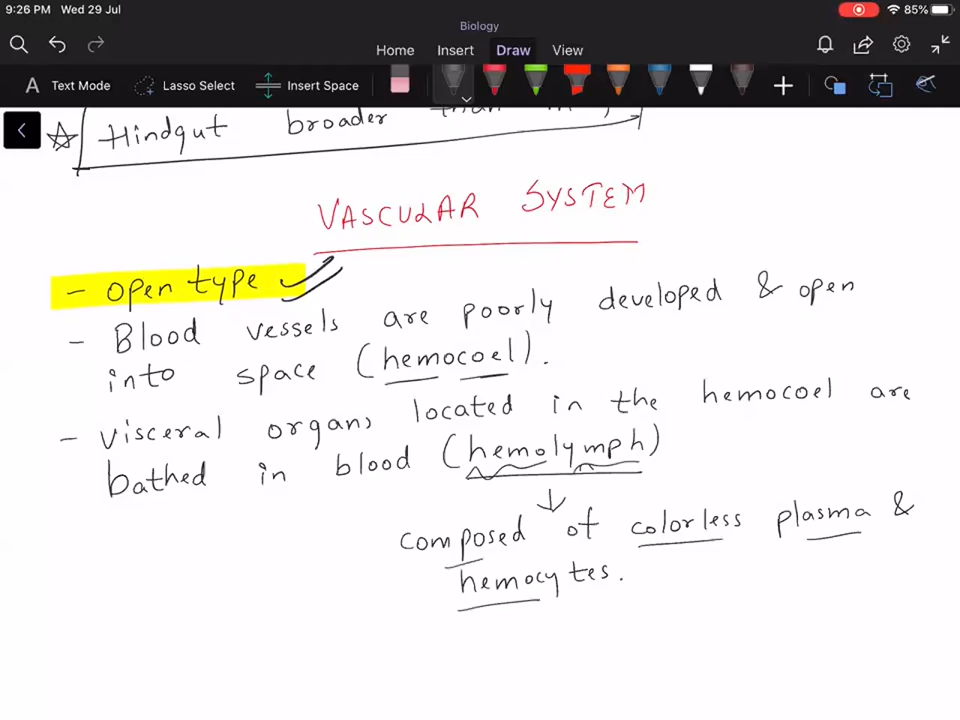 9:26 PM Wed 29 Jul
85%
Biology
Home Insert Draw View
Text Mode Lasso Select Insert Space
Hindgut broader than
VASCULAR SYSTEM
- open type
- Blood vessels are poorly developed & open
into space (hemocoel).
- visceral organs located in the hemocoel are
bathed in blood (hemolymph)
composed of colorless plasma &
hemocytes.